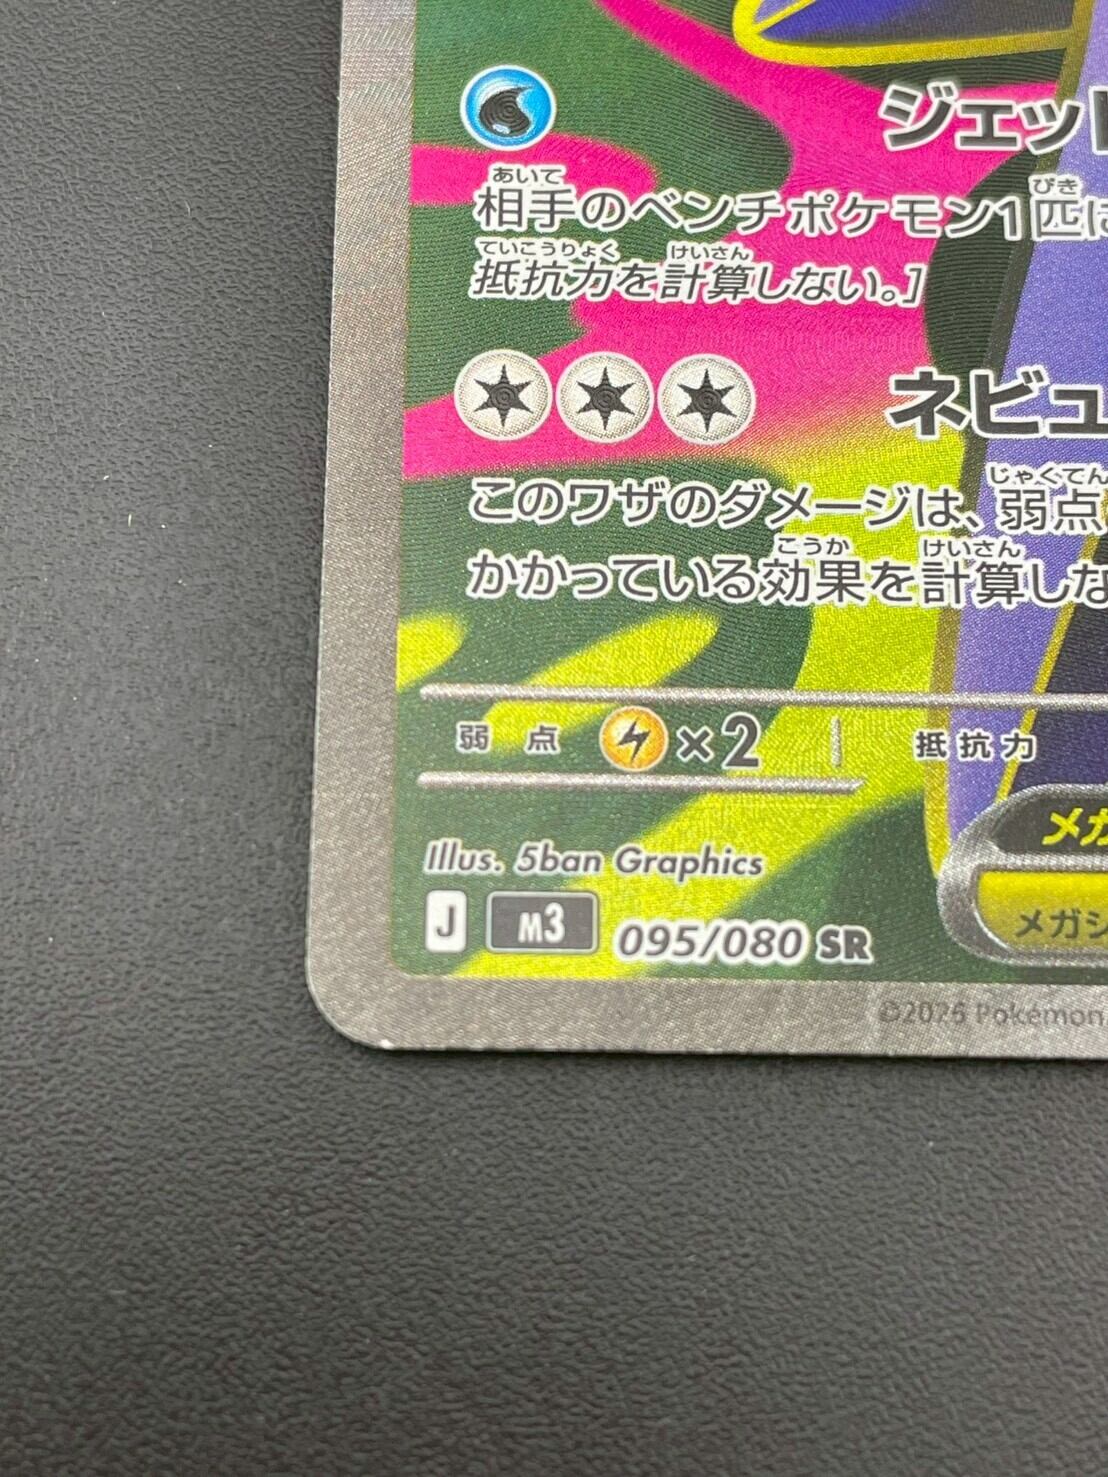 ジェット
あいて
びき
相手のベンチポケモン1匹に
ていこうりょく けいさん
抵抗力を計算しない。]
ネビュ
じゃくてん
このワザのダメージは、弱点
こうか けいさん
かかっている効果を計算しな
弱点 ×2 抵抗力
メガ
メガシ
Illus. 5ban Graphics
J M3 095/080 SR
©2026 Pokémon